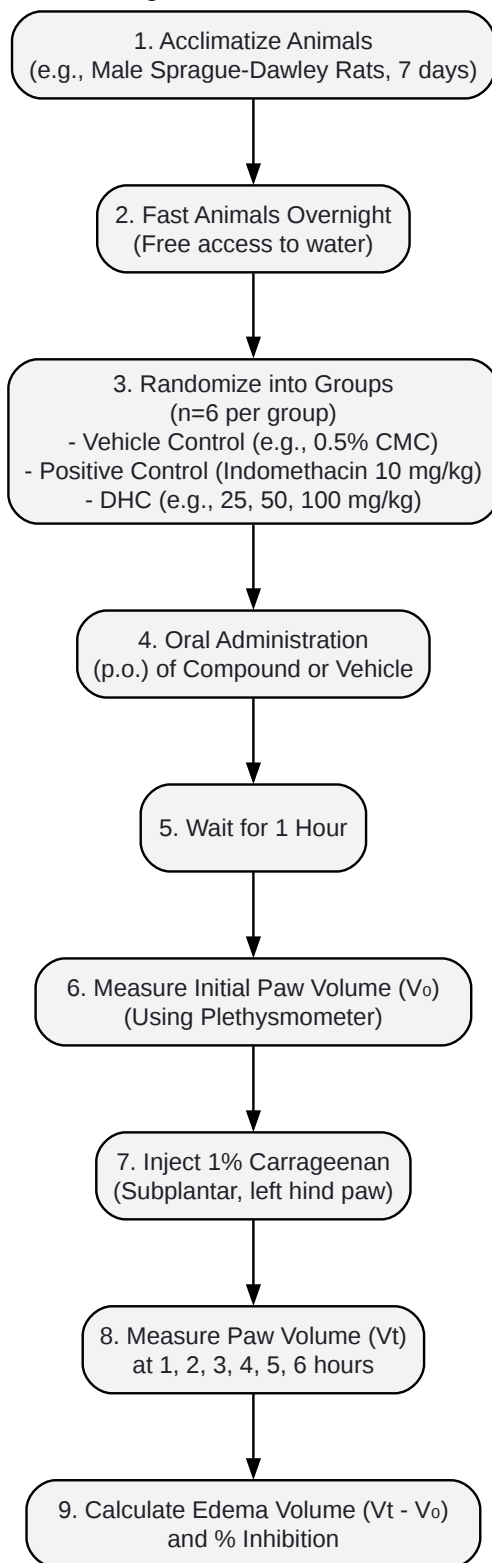 1. Acclimatize Animals
(e.g., Male Sprague-Dawley Rats, 7 days)
2. Fast Animals Overnight
(Free access to water)
3. Randomize into Groups
(n=6 per group)
- Vehicle Control (e.g., 0.5% CMC)
- Positive Control (Indomethacin 10 mg/kg)
- DHC (e.g., 25, 50, 100 mg/kg)
4. Oral Administration
(p.o.) of Compound or Vehicle
5. Wait for 1 Hour
6. Measure Initial Paw Volume (V₀)
(Using Plethysmometer)
7. Inject 1% Carrageenan
(Subplantar, left hind paw)
8. Measure Paw Volume (Vt)
at 1, 2, 3, 4, 5, 6 hours
9. Calculate Edema Volume (Vt - V₀)
and % Inhibition